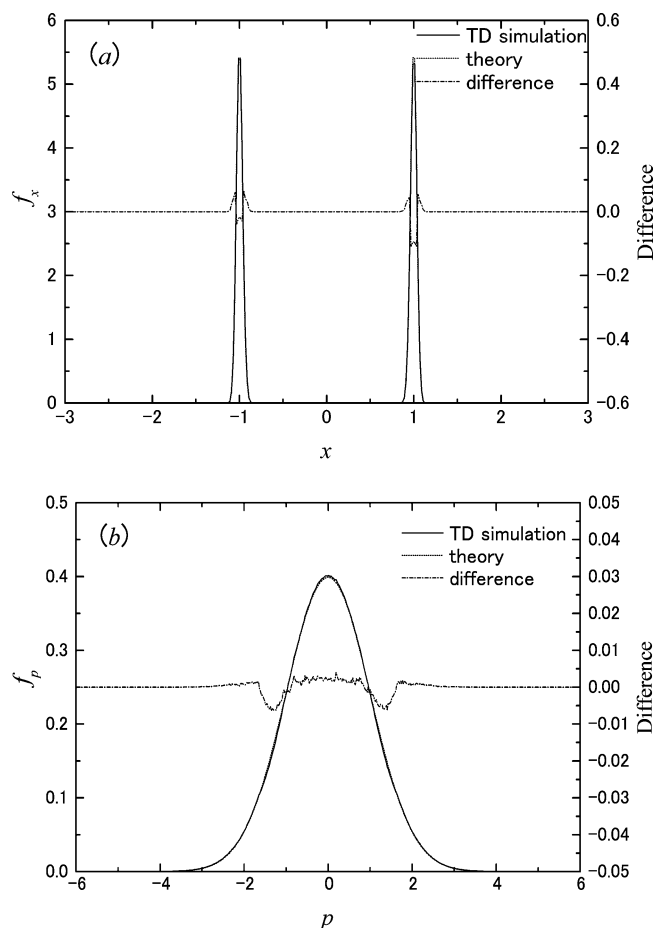 (a)
TD simulation
theory
difference
6
5
4
3
2
1
0
f_x
0.6
0.4
0.2
0.0
−0.2
−0.4
−0.6
Difference
−3 −2 −1 0 1 2 3
x
(b)
TD simulation
theory
difference
0.5
0.4
0.3
0.2
0.1
0.0
f_p
0.05
0.04
0.03
0.02
0.01
0.00
−0.01
−0.02
−0.03
−0.04
−0.05
Difference
−6 −4 −2 0 2 4 6
p